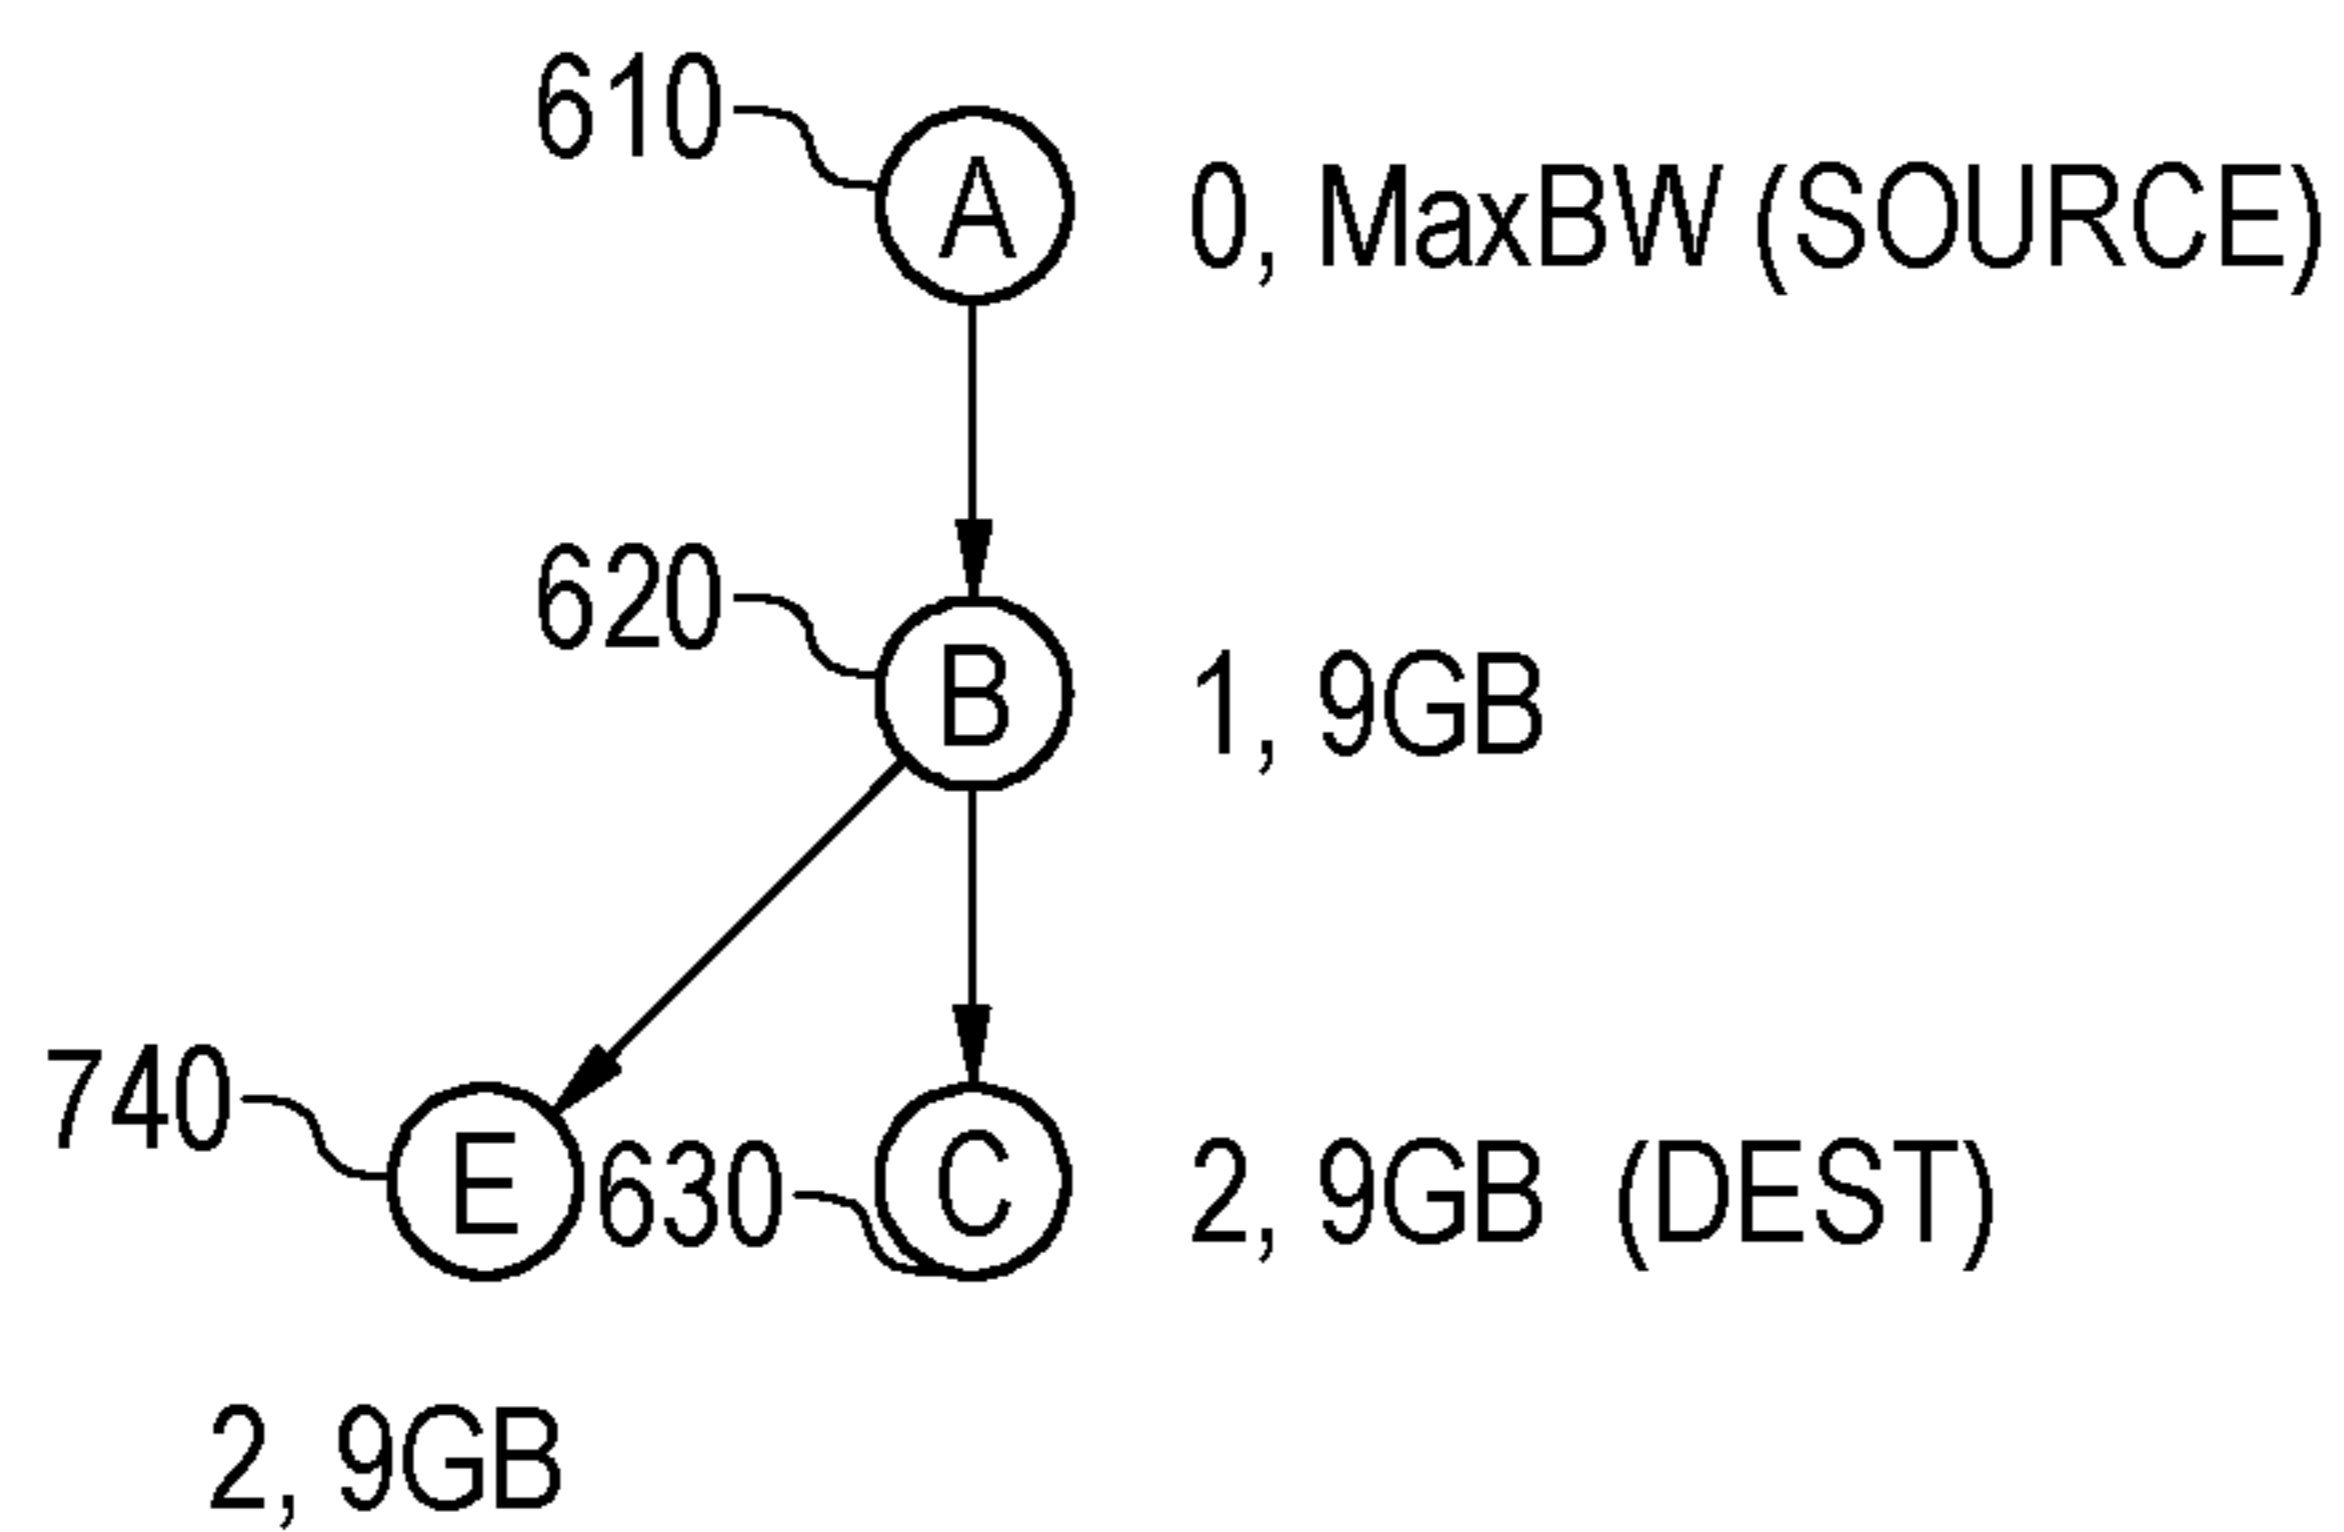 610
A
0, MaxBW (SOURCE)
620
B
1, 9GB
740
E
630
C
2, 9GB (DEST)
2, 9GB